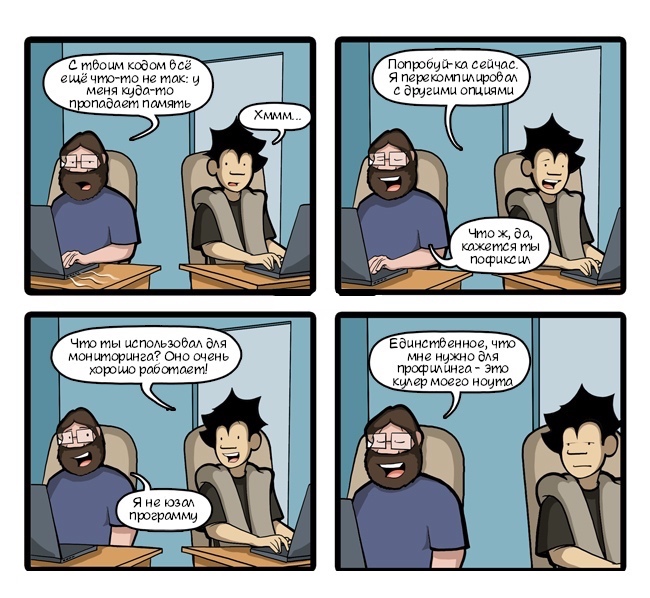 С твоим кодом всё
ещё что-то не так: у
меня куда-то
пропадает память
Хммм...
Попробуй-ка сейчас.
Я перекомпилировал
с другими опциями
Что ж, да,
кажется ты
пофиксил
Что ты использовал для
мониторинга? Оно очень
хорошо работает!
Я не юзал
программу
Единственное, что
мне нужно для
профилинга - это
кулер моего ноута